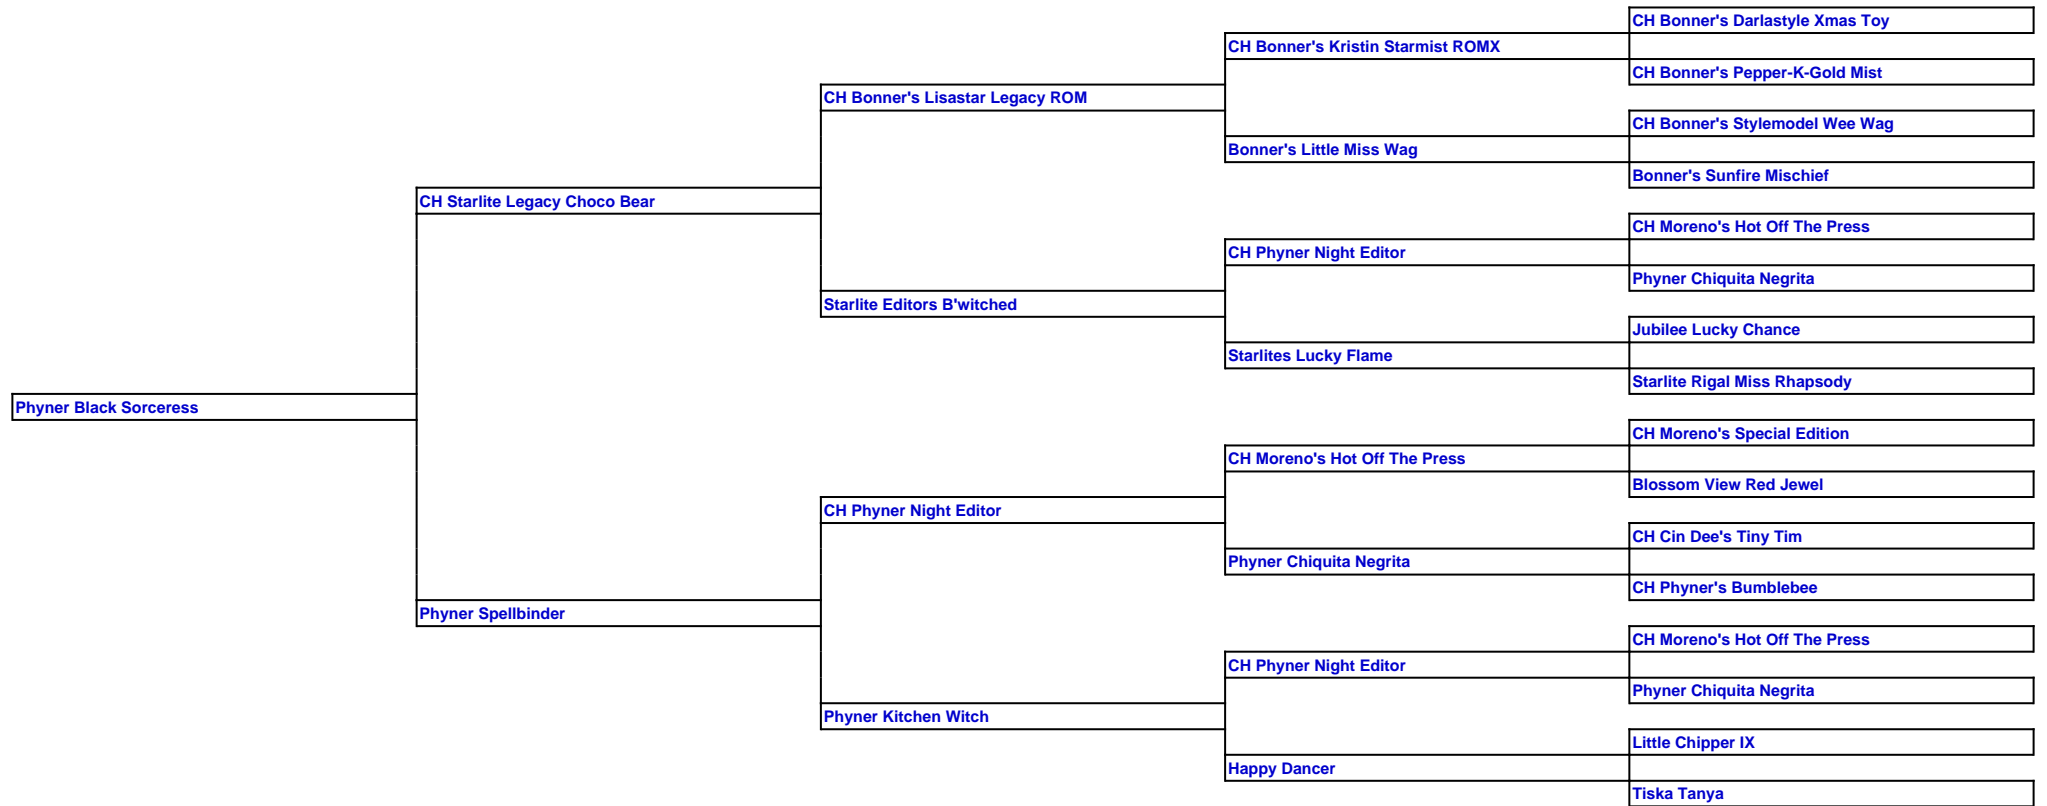 CH Bonner's Darlastyle Xmas Toy
CH Bonner's Kristin Starmist ROMX
CH Bonner's Pepper-K-Gold Mist
CH Bonner's Lisastar Legacy ROM
CH Bonner's Stylemodel Wee Wag
Bonner's Little Miss Wag
Bonner's Sunfire Mischief
CH Starlite Legacy Choco Bear
CH Moreno's Hot Off The Press
CH Phyner Night Editor
Phyner Chiquita Negrita
Starlite Editors B'witched
Jubilee Lucky Chance
Starlites Lucky Flame
Starlite Rigal Miss Rhapsody
Phyner Black Sorceress
CH Moreno's Special Edition
CH Moreno's Hot Off The Press
Blossom View Red Jewel
CH Phyner Night Editor
CH Cin Dee's Tiny Tim
Phyner Chiquita Negrita
CH Phyner's Bumblebee
Phyner Spellbinder
CH Moreno's Hot Off The Press
CH Phyner Night Editor
Phyner Chiquita Negrita
Phyner Kitchen Witch
Little Chipper IX
Happy Dancer
Tiska Tanya